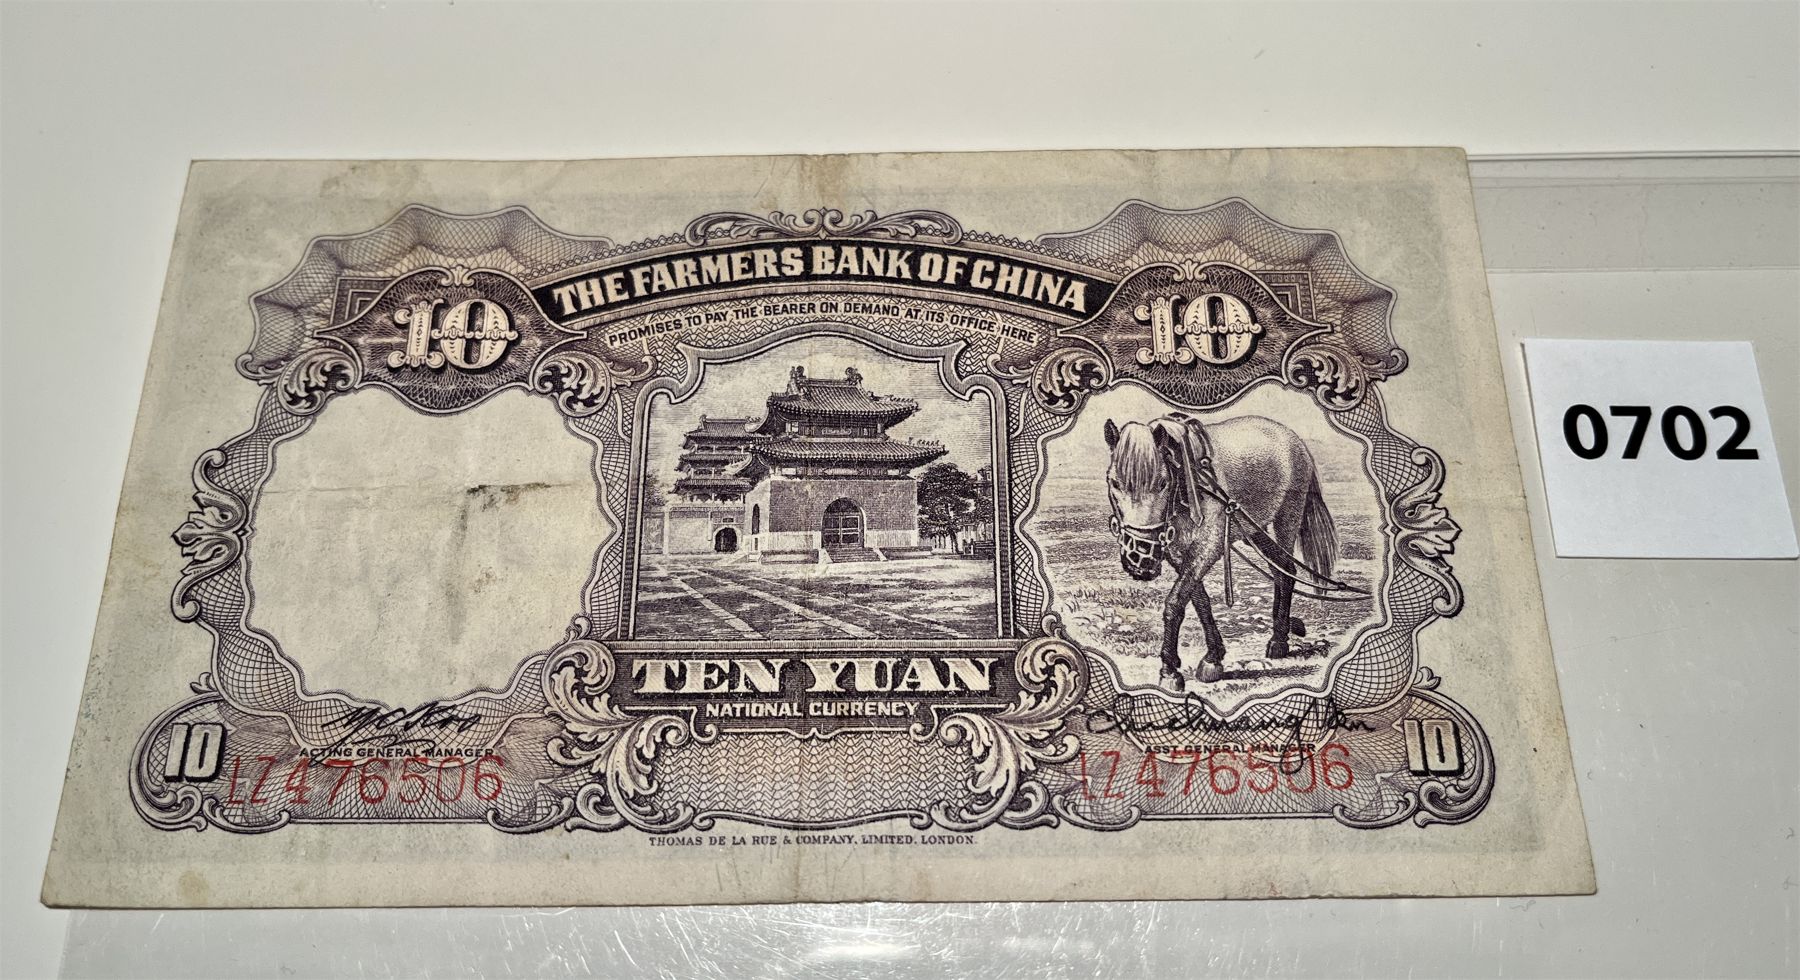 THE FARMERS BANK OF CHINA
PROMISES TO PAY THE BEARER ON DEMAND AT ITS OFFICE HERE
10
10
0702
TEN YUAN
NATIONAL CURRENCY
ACTING GENERAL MANAGER
ASST GENERAL MANAGER
10
10
LZ476506
LZ476506
THOMAS DE LA RUE & COMPANY, LIMITED. LONDON.